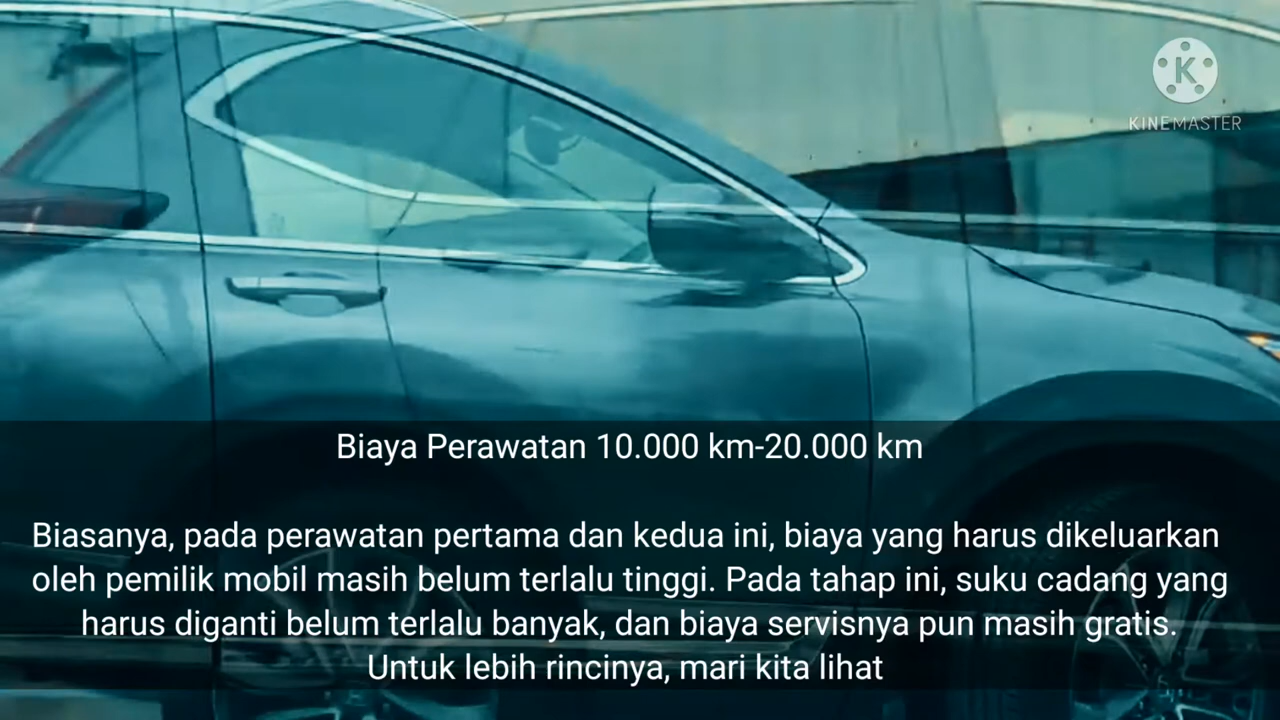 K
KINEMASTER
Biaya Perawatan 10.000 km-20.000 km
Biasanya, pada perawatan pertama dan kedua ini, biaya yang harus dikeluarkan
oleh pemilik mobil masih belum terlalu tinggi. Pada tahap ini, suku cadang yang
harus diganti belum terlalu banyak, dan biaya servisnya pun masih gratis.
Untuk lebih rincinya, mari kita lihat